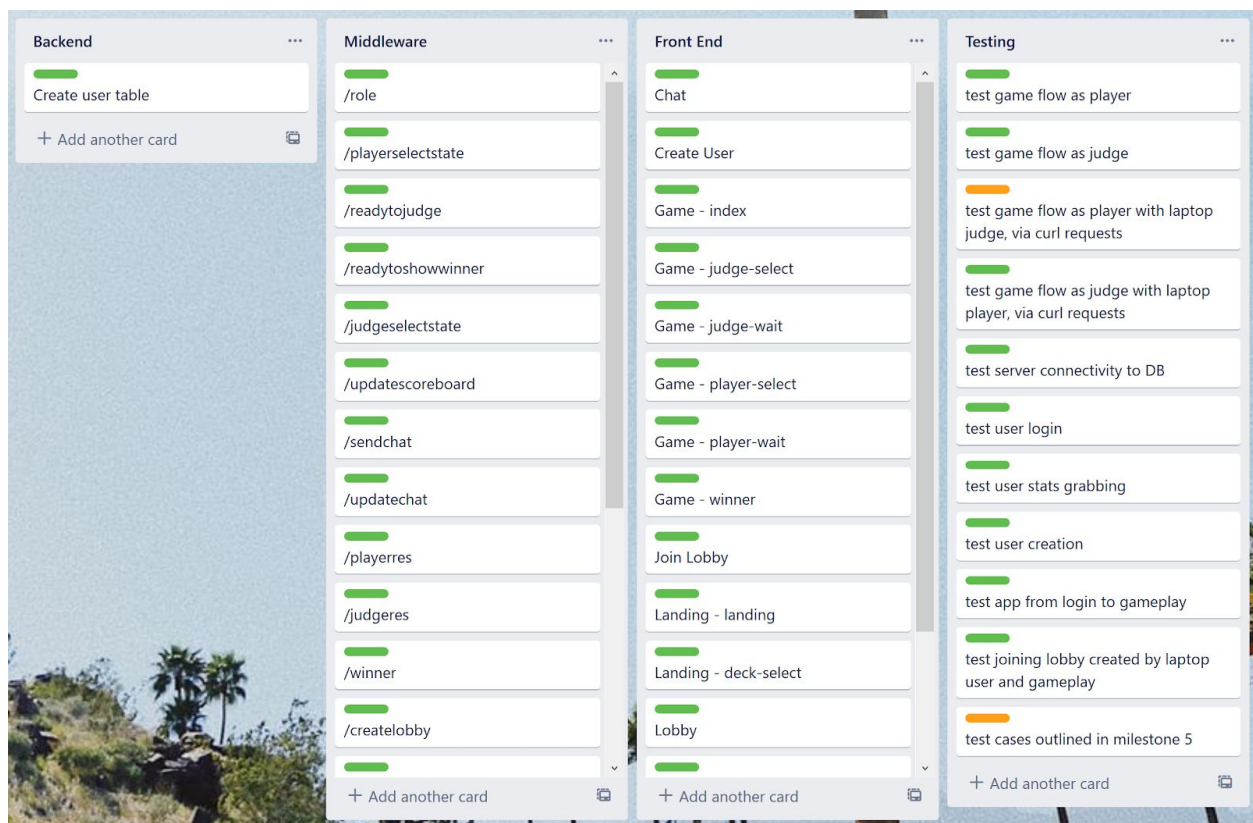 Backend
Create user table
+ Add another card
Middleware
/role
/playerselectstate
/readytojudge
/readytoshowwinner
/judgeselectstate
/updatescoreboard
/sendchat
/updatechat
/playerres
/judgeres
/winner
/createlobby
+ Add another card
Front End
Chat
Create User
Game - index
Game - judge-select
Game - judge-wait
Game - player-select
Game - player-wait
Game - winner
Join Lobby
Landing - landing
Landing - deck-select
Lobby
+ Add another card
Testing
test game flow as player
test game flow as judge
test game flow as player with laptop
judge, via curl requests
test game flow as judge with laptop
player, via curl requests
test server connectivity to DB
test user login
test user stats grabbing
test user creation
test app from login to gameplay
test joining lobby created by laptop
user and gameplay
test cases outlined in milestone 5
+ Add another card